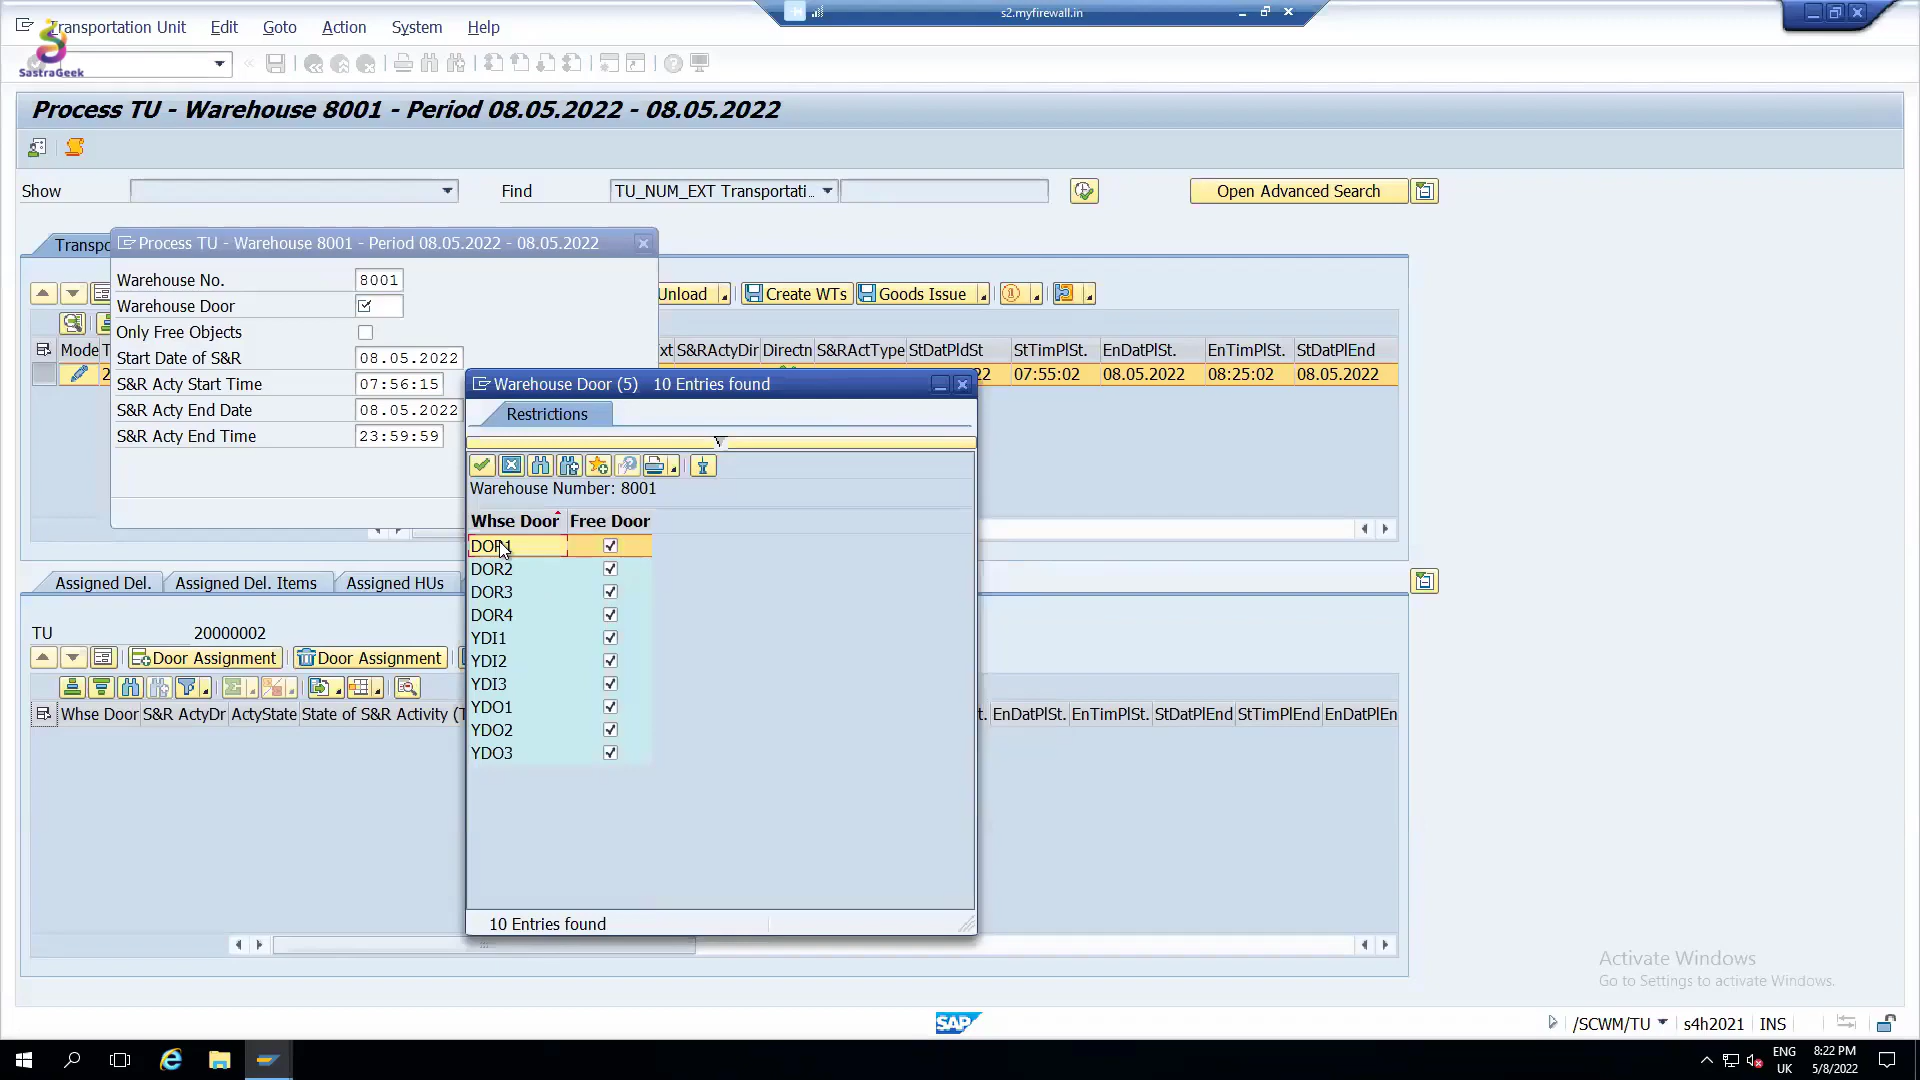 s2.myfirewall.in
Transportation Unit Edit Goto Action System Help
SastraGeek
Process TU - Warehouse 8001 - Period 08.05.2022 - 08.05.2022
Show Find TU_NUM_EXT Transportati.. Open Advanced Search
Transpo
Process TU - Warehouse 8001 - Period 08.05.2022 - 08.05.2022
Warehouse No. 8001
Warehouse Door
Only Free Objects
Start Date of S&R 08.05.2022
S&R Acty Start Time 07:56:15
S&R Acty End Date 08.05.2022
S&R Acty End Time 23:59:59
Unload Create WTs Goods Issue
Mode T xt S&RActyDir Directn S&RActType StDatPldSt StTimPlSt. EnDatPlSt. EnTimPlSt. StDatPlEnd
2 22 07:55:02 08.05.2022 08:25:02 08.05.2022
Warehouse Door (5) 10 Entries found
Restrictions
Warehouse Number: 8001
Whse Door Free Door
DOR1
DOR2
DOR3
DOR4
YDI1
YDI2
YDI3
YDO1
YDO2
YDO3
10 Entries found
Assigned Del. Assigned Del. Items Assigned HUs
TU 20000002
Door Assignment Door Assignment
Whse Door S&R ActyDr ActyState State of S&R Activity (T t. EnDatPlSt. EnTimPlSt. StDatPlEnd StTimPlEnd EnDatPlEn
Activate Windows
Go to Settings to activate Windows.
SAP /SCWM/TU s4h2021 INS
ENG 8:22 PM
UK 5/8/2022